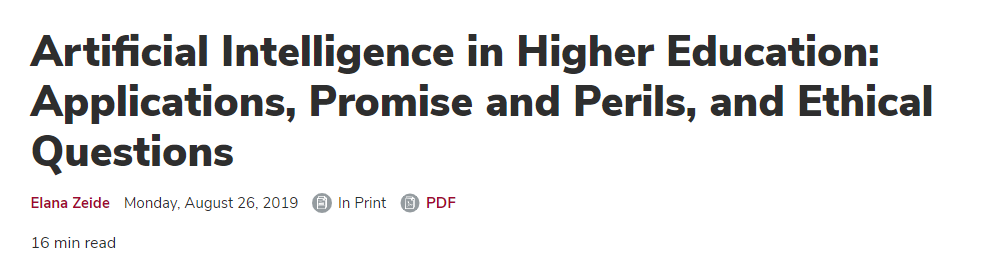 Artificial Intelligence in Higher Education:
Applications, Promise and Perils, and Ethical
Questions
Elana Zeide Monday, August 26, 2019 In Print PDF
16 min read